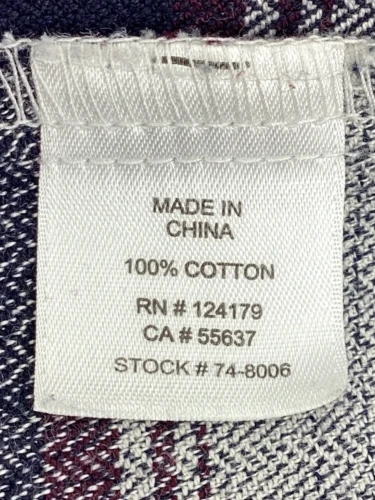 MADE IN
CHINA
100% COTTON
RN # 124179
CA # 55637
STOCK # 74-8006